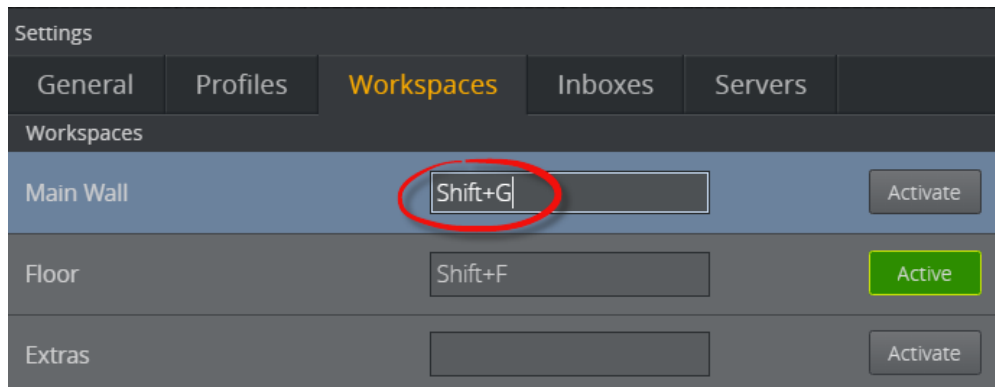 Settings
General Profiles Workspaces Inboxes Servers
Workspaces
Main Wall Shift+G Activate
Floor Shift+F Active
Extras Activate